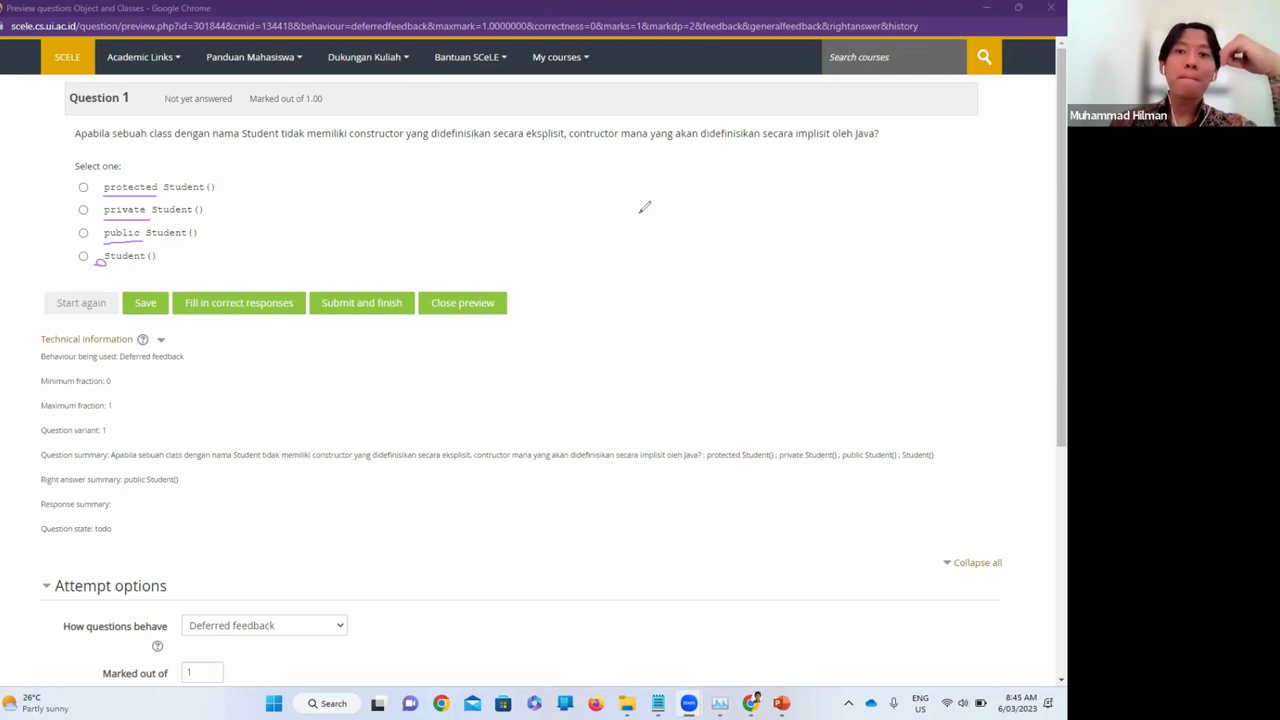 Preview question: Object and Classes - Google Chrome
scele.cs.ui.ac.id/question/preview.php?id=301844&cmid=134418&behaviour=deferredfeedback&maxmark=1.0000000&correctness=0&marks=1&markdp=2&feedback&generalfeedback&rightanswer&history
SCELE Academic Links Panduan Mahasiswa Dukungan Kuliah Bantuan SCeLE My courses Search courses
Muhammad Hilman
Question 1 Not yet answered Marked out of 1.00
Apabila sebuah class dengan nama Student tidak memiliki constructor yang didefinisikan secara eksplisit, contructor mana yang akan didefinisikan secara implisit oleh Java?
Select one:
protected Student()
private Student()
public Student()
Student()
Start again Save Fill in correct responses Submit and finish Close preview
Technical information ?
Behaviour being used: Deferred feedback
Minimum fraction: 0
Maximum fraction: 1
Question variant: 1
Question summary: Apabila sebuah class dengan nama Student tidak memiliki constructor yang didefinisikan secara eksplisit, contructor mana yang akan didefinisikan secara implisit oleh Java? : protected Student() ; private Student() ; public Student() ; Student()
Right answer summary: public Student()
Response summary:
Question state: todo
Collapse all
Attempt options
How questions behave Deferred feedback
?
Marked out of 1
26°C
Partly sunny
Search
ENG
US
8:45 AM
6/03/2023